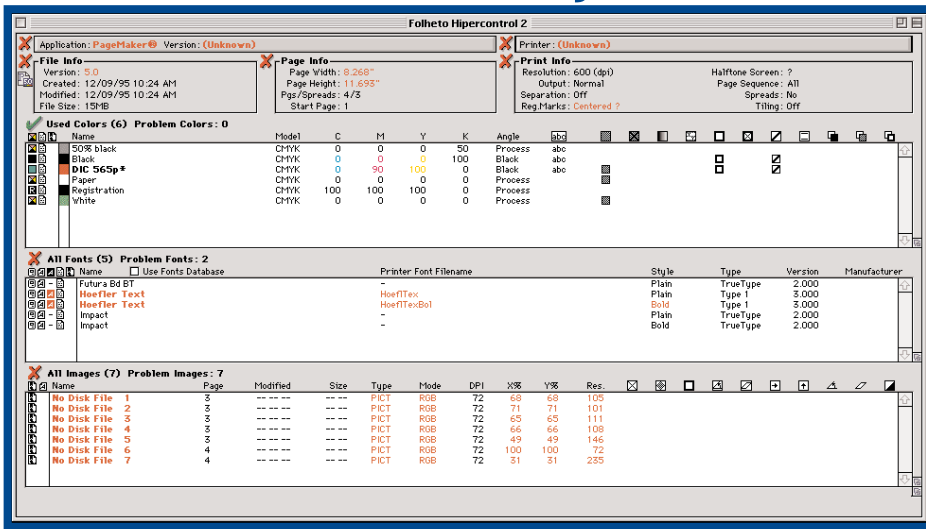 Folheto Hipercontrol 2
Application: PageMaker® Version: (Unknown)
Printer: (Unknown)
File Info
Version: 5.0
Created: 12/09/95 10:24 AM
Modified: 12/09/95 10:24 AM
File Size: 15MB
Page Info
Page Width: 8.268"
Page Height: 11.693"
Pgs/Spreads: 4/3
Start Page: 1
Print Info
Resolution: 600 (dpi)
Output: Normal
Separation: Off
Reg.Marks: Centered ?
Halftone Screen: ?
Page Sequence: All
Spreads: No
Tiling: Off
Used Colors (6) Problem Colors: 0
Name Model C M Y K Angle abc
50% black CMYK 0 0 0 50 Process abc
Black CMYK 0 0 0 100 Black abc
DIC 565p* CMYK 0 90 100 0 Black abc
Paper CMYK 0 0 0 0 Process
Registration CMYK 100 100 100 0 Process
White CMYK 0 0 0 0 Process
All Fonts (5) Problem Fonts: 2
Name Use Fonts Database Printer Font Filename Style Type Version Manufacturer
Futura Bd BT - Plain TrueType 2.000
Hoefler Text HoeflTex Plain Type 1 3.000
Hoefler Text HoeflTexBol Bold Type 1 3.000
Impact - Plain TrueType 2.000
Impact - Bold TrueType 2.000
All Images (7) Problem Images: 7
Name Page Modified Size Type Mode DPI X% Y% Res.
No Disk File 1 3 -- -- -- -- -- PICT RGB 72 68 68 105
No Disk File 2 3 -- -- -- -- -- PICT RGB 72 71 71 101
No Disk File 3 3 -- -- -- -- -- PICT RGB 72 65 65 111
No Disk File 4 3 -- -- -- -- -- PICT RGB 72 66 66 108
No Disk File 5 3 -- -- -- -- -- PICT RGB 72 49 49 146
No Disk File 6 4 -- -- -- -- -- PICT RGB 72 100 100 72
No Disk File 7 4 -- -- -- -- -- PICT RGB 72 31 31 235